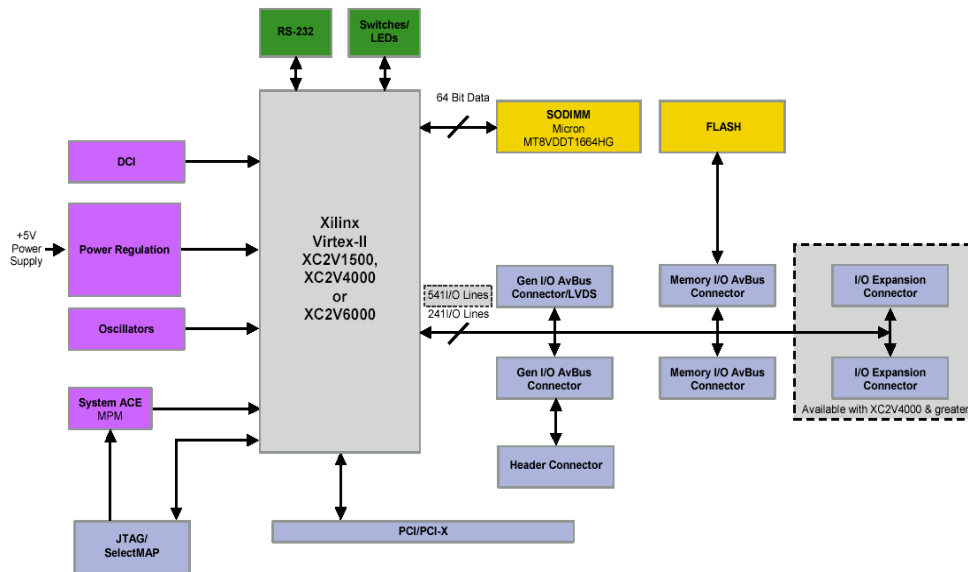 RS-232
Switches/
LEDs
64 Bit Data
SODIMM
Micron
MT8VDDT1664HG
FLASH
DCI
+5V
Power
Supply
Power Regulation
Xilinx
Virtex-II
XC2V1500,
XC2V4000
or
XC2V6000
Oscillators
541I/O Lines
241I/O Lines
Gen I/O AvBus
Connector/LVDS
Memory I/O AvBus
Connector
I/O Expansion
Connector
Gen I/O AvBus
Connector
Memory I/O AvBus
Connector
I/O Expansion
Connector
Available with XC2V4000 & greater
System ACE
MPM
Header Connector
JTAG/
SelectMAP
PCI/PCI-X